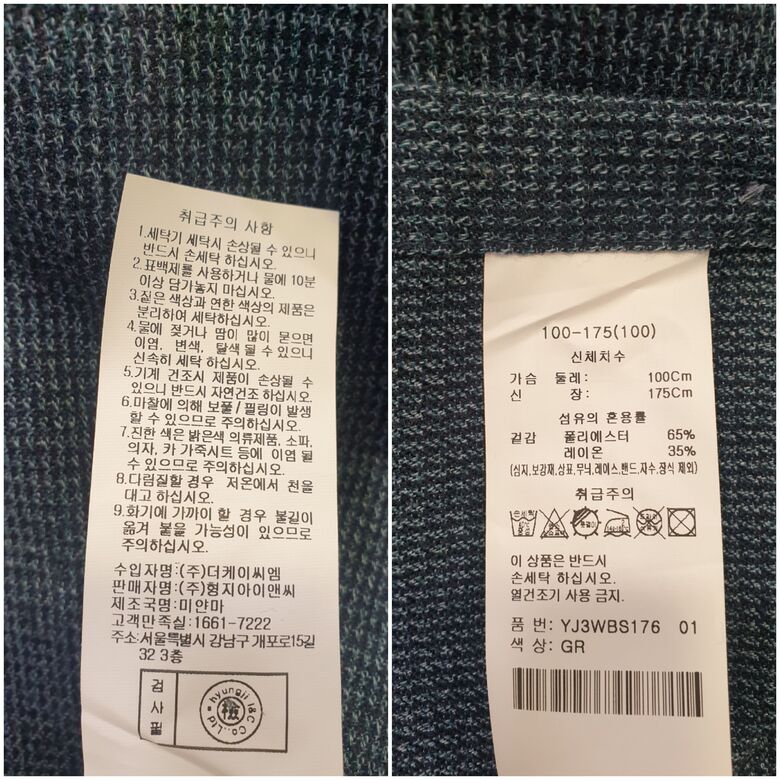 취급주의 사항
1.세탁기 세탁시 손상될 수 있으니
반드시 손세탁 하십시오.
2.표백제를 사용하거나 물에 10분
이상 담가놓지 마십시오.
3.짙은 색상과 연한 색상의 제품은
분리하여 세탁하십시오.
4.물에 젖거나 땀이 많이 묻으면
이염, 변색, 탈색 될 수 있으니
신속히 세탁 하십시오.
5.기계 건조시 제품이 손상될 수
있으니 반드시 자연건조 하십시오.
6.마찰에 의해 보풀/필링이 발생
할 수 있으므로 주의하십시오.
7.진한 색은 밝은색 의류제품, 소파,
의자, 카 가죽시트 등에 이염 될
수 있으므로 주의하십시오.
8.다림질할 경우 저온에서 천을
대고 하십시오.
9.화기에 가까이 할 경우 불길이
옮겨 붙을 가능성이 있으므로
주의하십시오.
수입자명:(주)더케이씨엠
판매자명:(주)형지아이앤씨
제조국명:미얀마
고객만족실:1661-7222
주소:서울특별시 강남구 개포로15길
32 3층
검사필
hyungji I&C Co.,Ltd
100-175(100)
신체치수
가슴 둘레: 100Cm
신 장: 175Cm
섬유의 혼용률
겉감 폴리에스터 65%
레이온 35%
(심지,보강재,상표,무늬,레이스,밴드,자수,장식 제외)
취급주의
손세탁
이 상품은 반드시
손세탁 하십시오.
열건조기 사용 금지.
품 번: YJ3WBS176 01
색 상: GR